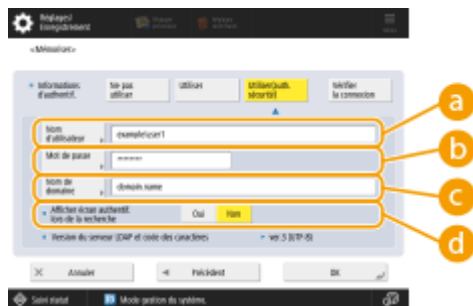 Réglages/
Enregistrement
<Mémoriser>
Informations
d'authentif.
Ne pas
utiliser
Utiliser
Utiliser(auth.
sécurité)
Vérifier
la connexion
a
Nom
d'utilisateur
example\user1
b
Mot de passe
********
c
Nom de
domaine
domain.name
Afficher écran authentif.
lors de la recherche
Oui
Non
d
Version du serveur LDAP et code des caractères
ver.3 (UTF-8)
Annuler
Précédent
OK
Suivi statut
Mode gestion du système.